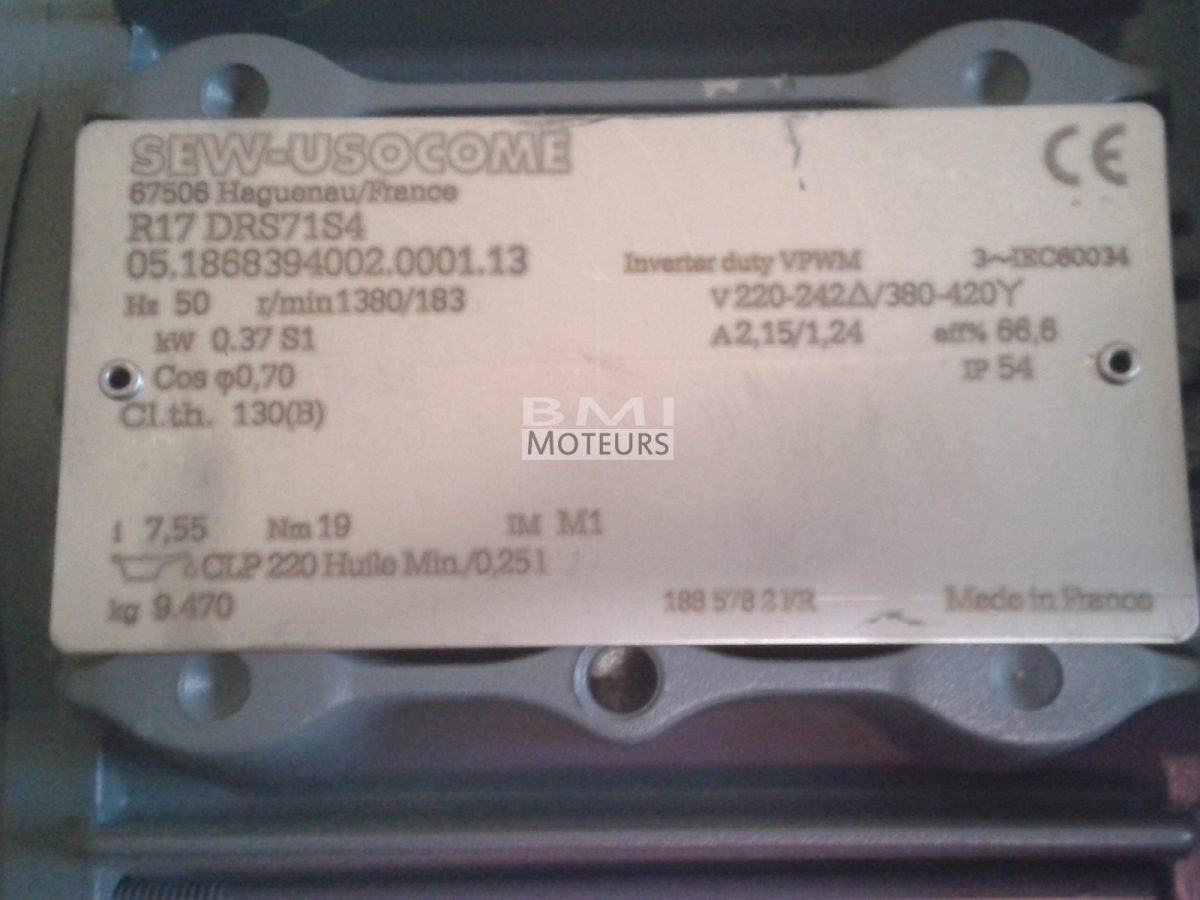 SEW-USOCOME
CE
67506 Haguenau/France
R17 DRS71S4
05.1868394002.0001.13
Inverter duty VPWM 3~IEC60034
Hz 50 r/min 1380/183 V 220-242Δ/380-420Y
kW 0.37 S1 A 2,15/1,24 eff% 66,6
Cos φ0,70 IP 54
Cl.th. 130(B)
BMI
MOTEURS
i 7,55 Nm 19 IM M1
CLP 220 Huile Min./0,25 l
kg 9.470 188 578 2 FR Made in France